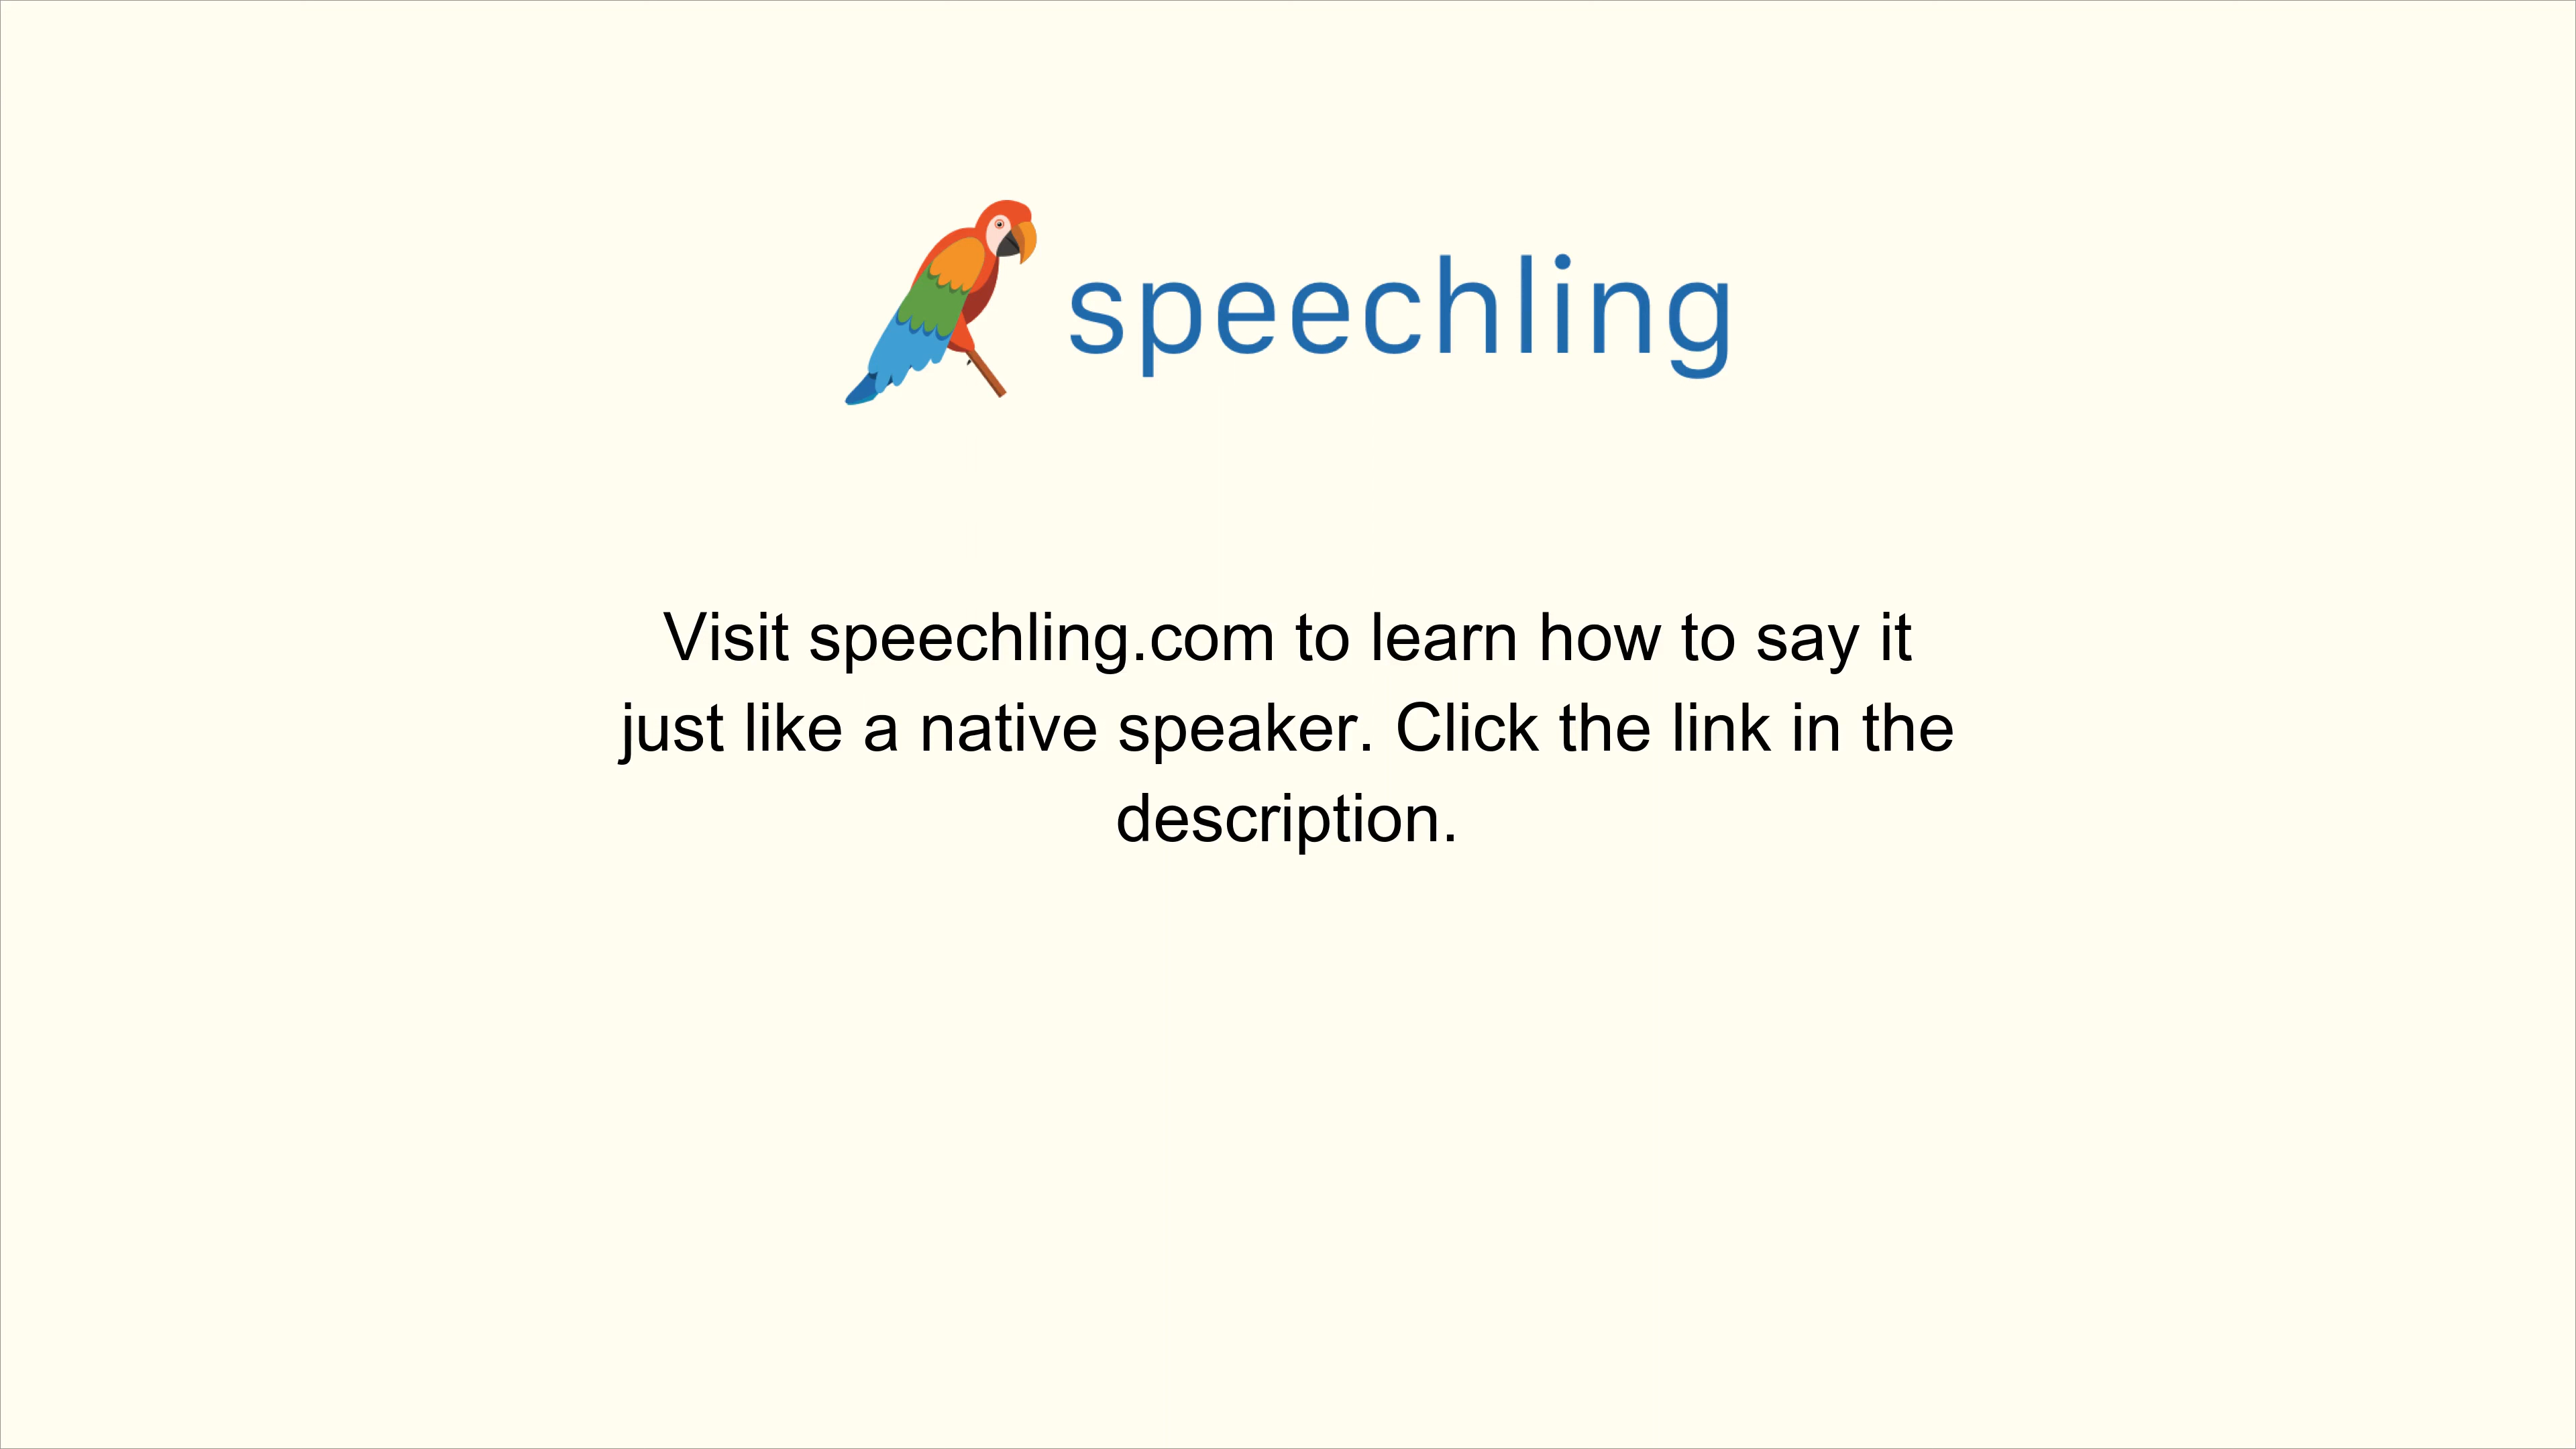 speechling
Visit speechling.com to learn how to say it
just like a native speaker. Click the link in the
description.